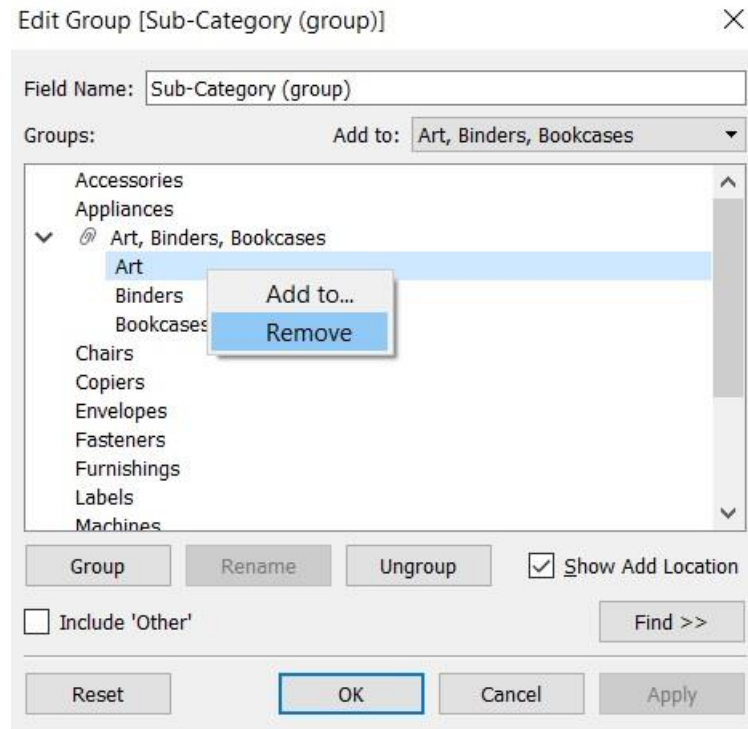 Edit Group [Sub-Category (group)]
Field Name: Sub-Category (group)
Groups: Add to: Art, Binders, Bookcases
Accessories
Appliances
Art, Binders, Bookcases
Art
Binders Add to...
Bookcases Remove
Chairs
Copiers
Envelopes
Fasteners
Furnishings
Labels
Machines
Group Rename Ungroup Show Add Location
Include 'Other' Find >>
Reset OK Cancel Apply